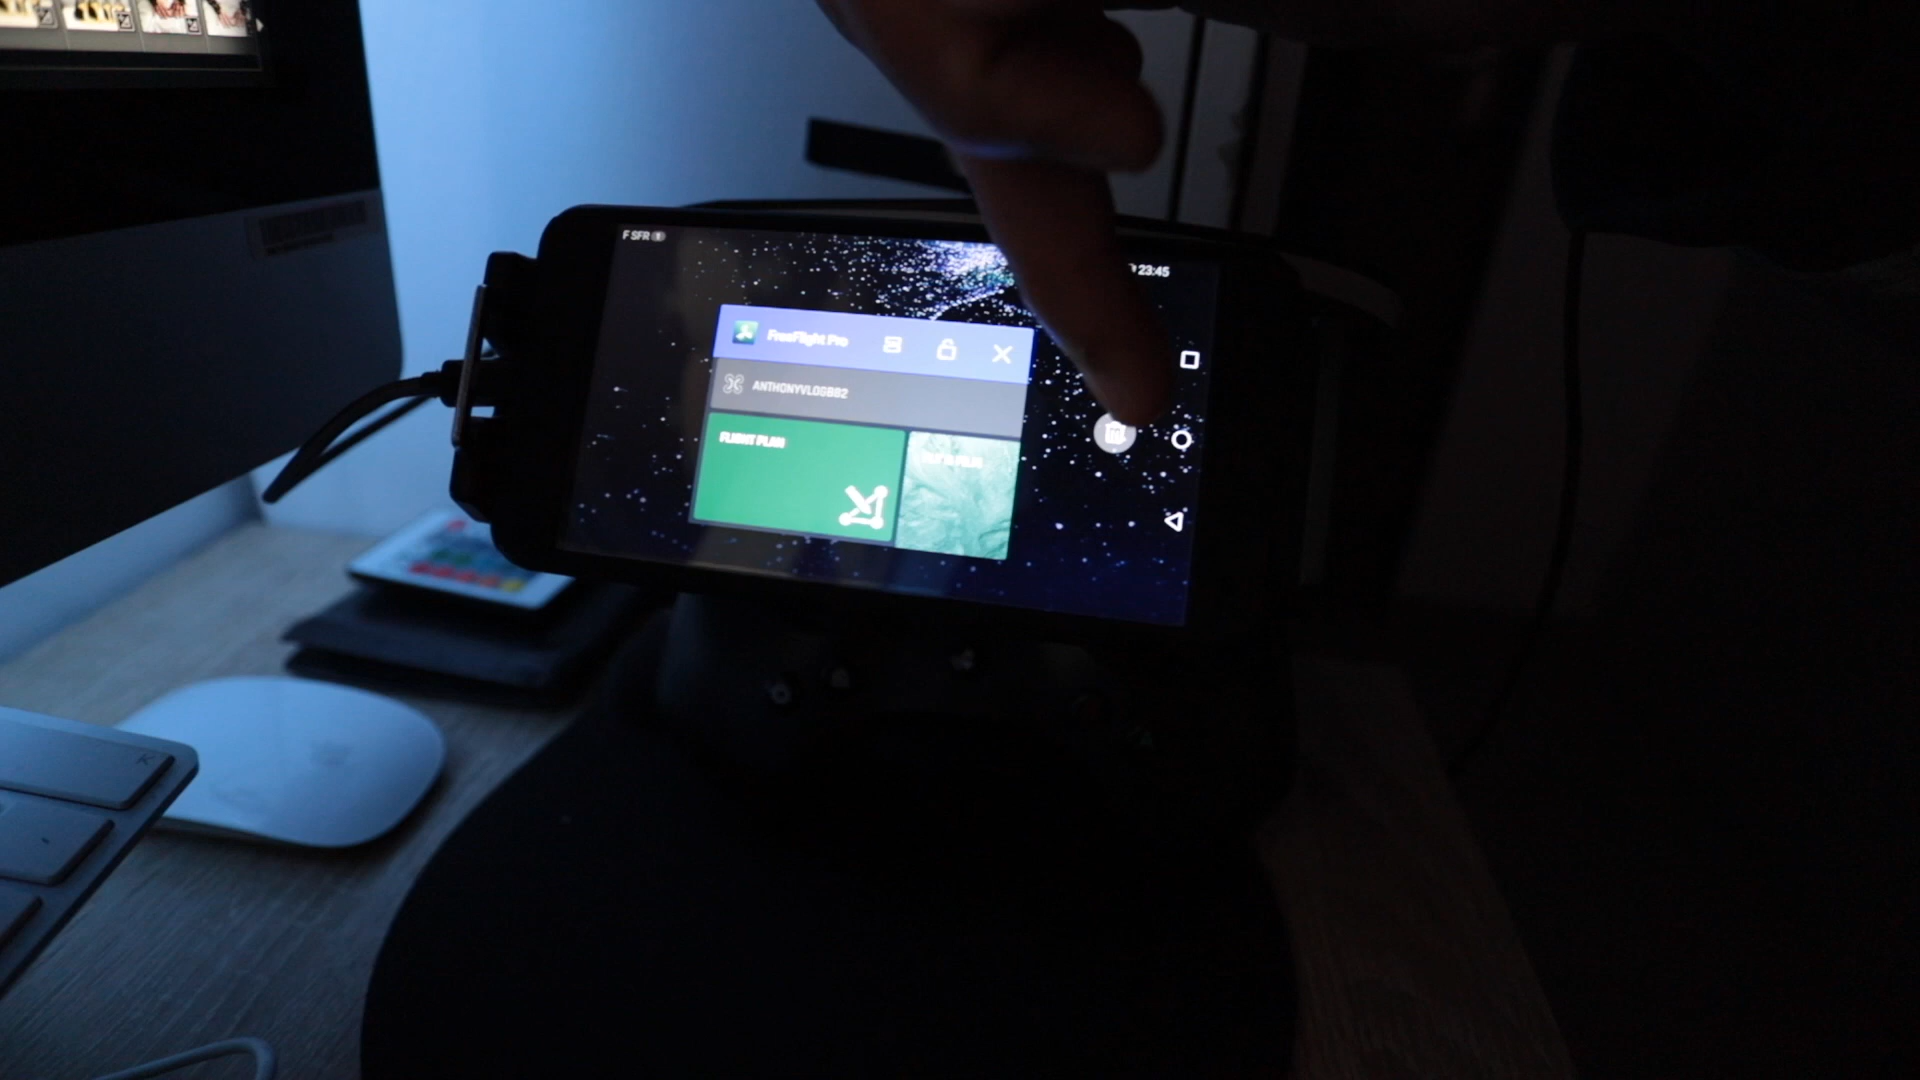 F SFR
23:45
FreeFlight Pro
ANTHONYVLOGBB2
FLIGHT PLAN
K